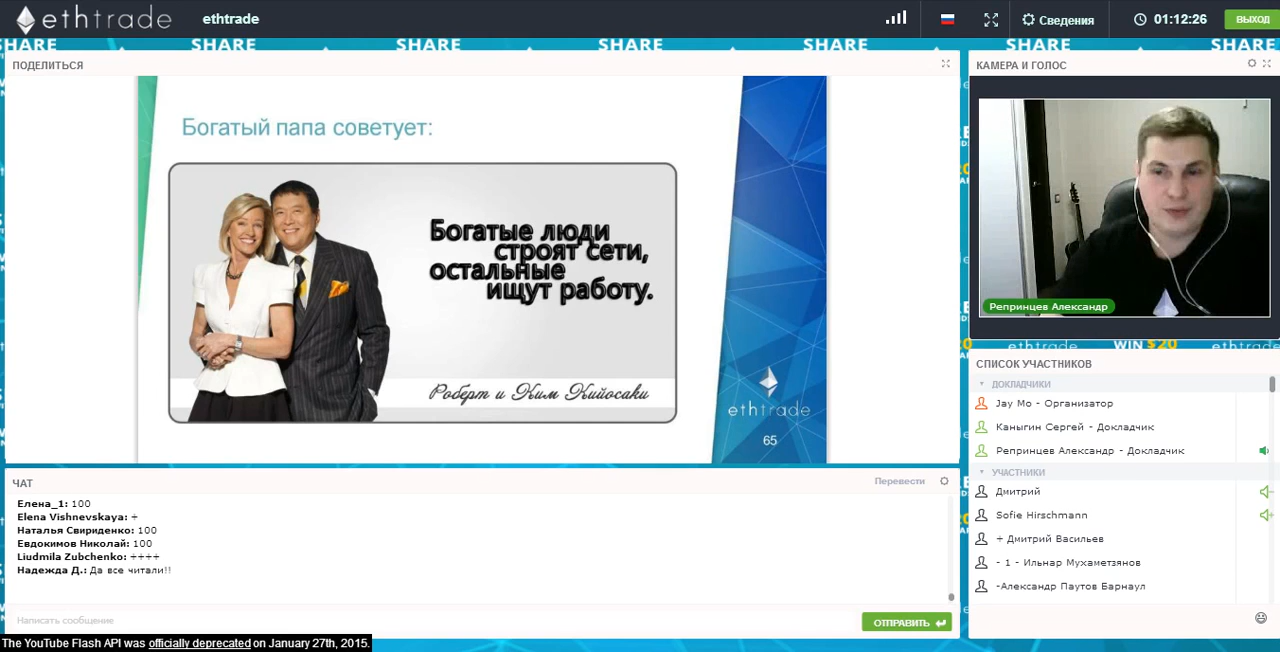 ethtrade
ethtrade
Сведения
01:12:26
ВЫХОД
SHARE SHARE SHARE SHARE SHARE SHARE SHARE
ПОДЕЛИТЬСЯ
Богатый папа советует:
Богатые люди
строят сети,
остальные
ищут работу.
Роберт и Ким Кийосаки
ethtrade
65
КАМЕРА И ГОЛОС
Репринцев Александр
ethtrade WIN $20 ethtrade
СПИСОК УЧАСТНИКОВ
ДОКЛАДЧИКИ
Jay Mo - Организатор
Каныгин Сергей - Докладчик
Репринцев Александр - Докладчик
УЧАСТНИКИ
Дмитрий
Sofie Hirschmann
+ Дмитрий Васильев
- 1 - Ильнар Мухаметзянов
-Александр Паутов Барнаул
ЧАТ
Перевести
Елена_1: 100
Elena Vishnevskaya: +
Наталья Свириденко: 100
Евдокимов Николай: 100
Liudmila Zubchenko: ++++
Надежда Д.: Да все читали!!
Написать сообщение
ОТПРАВИТЬ
The YouTube Flash API was officially deprecated on January 27th, 2015.